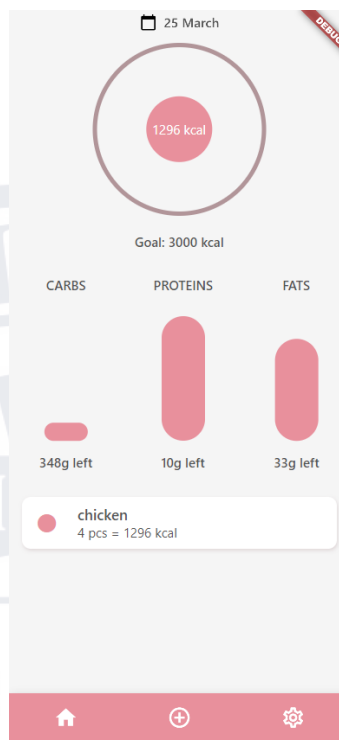 25 March
DEBUG
1296 kcal
Goal: 3000 kcal
CARBS PROTEINS FATS
348g left 10g left 33g left
chicken
4 pcs = 1296 kcal